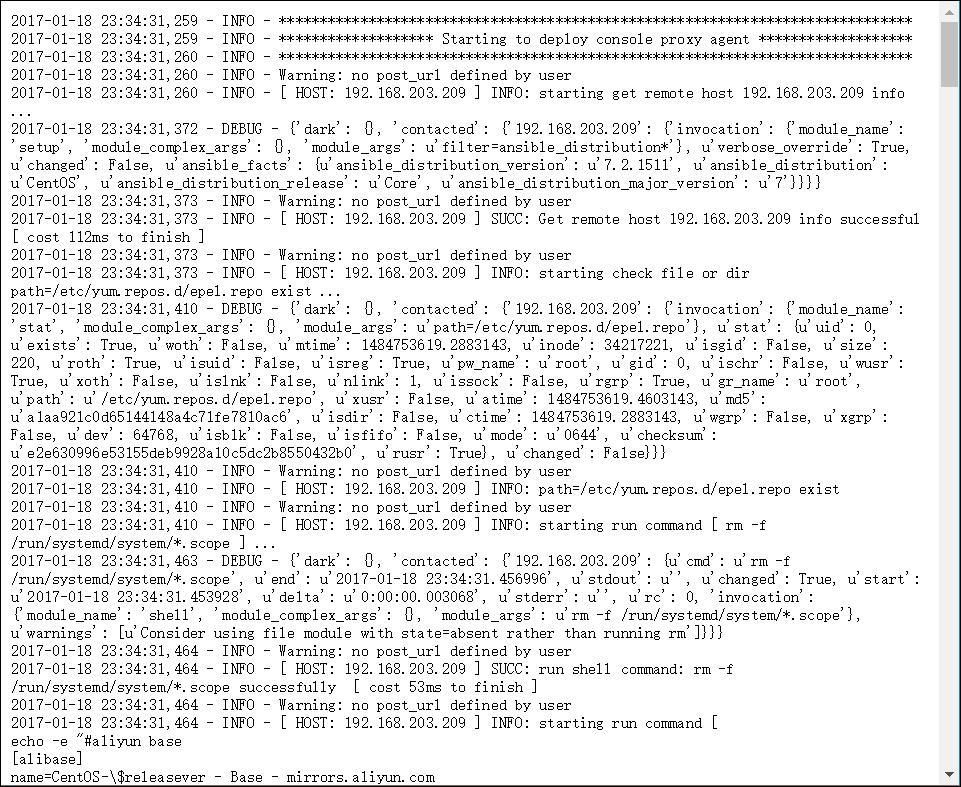 2017-01-18 23:34:31,259 - INFO - ******************************************************************************
2017-01-18 23:34:31,259 - INFO - ******************* Starting to deploy console proxy agent *******************
2017-01-18 23:34:31,260 - INFO - ******************************************************************************
2017-01-18 23:34:31,260 - INFO - Warning: no post_url defined by user
2017-01-18 23:34:31,260 - INFO - [ HOST: 192.168.203.209 ] INFO: starting get remote host 192.168.203.209 info
...
2017-01-18 23:34:31,372 - DEBUG - {'dark': {}, 'contacted': {'192.168.203.209': {'invocation': {'module_name':
'setup', 'module_complex_args': {}, 'module_args': u'filter=ansible_distribution*'}, u'verbose_override': True,
u'changed': False, u'ansible_facts': {u'ansible_distribution_version': u'7.2.1511', u'ansible_distribution':
u'CentOS', u'ansible_distribution_release': u'Core', u'ansible_distribution_major_version': u'7'}}}}
2017-01-18 23:34:31,373 - INFO - Warning: no post_url defined by user
2017-01-18 23:34:31,373 - INFO - [ HOST: 192.168.203.209 ] SUCC: Get remote host 192.168.203.209 info successful
[ cost 112ms to finish ]
2017-01-18 23:34:31,373 - INFO - Warning: no post_url defined by user
2017-01-18 23:34:31,373 - INFO - [ HOST: 192.168.203.209 ] INFO: starting check file or dir
path=/etc/yum.repos.d/epel.repo exist ...
2017-01-18 23:34:31,410 - DEBUG - {'dark': {}, 'contacted': {'192.168.203.209': {'invocation': {'module_name':
'stat', 'module_complex_args': {}, 'module_args': u'path=/etc/yum.repos.d/epel.repo'}, u'stat': {u'uid': 0,
u'exists': True, u'woth': False, u'mtime': 1484753619.2883143, u'inode': 34217221, u'isgid': False, u'size':
220, u'roth': True, u'isuid': False, u'isreg': True, u'pw_name': u'root', u'gid': 0, u'ischr': False, u'wusr':
True, u'xoth': False, u'islnk': False, u'nlink': 1, u'issock': False, u'rgrp': True, u'gr_name': u'root',
u'path': u'/etc/yum.repos.d/epel.repo', u'xusr': False, u'atime': 1484753619.4603143, u'md5':
u'a1aa921c0d65144148a4c71fe7810ac6', u'isdir': False, u'ctime': 1484753619.2883143, u'wgrp': False, u'xgrp':
False, u'dev': 64768, u'isblk': False, u'isfifo': False, u'mode': u'0644', u'checksum':
u'e2e630996e53155deb9928a10c5dc2b8550432b0', u'rusr': True}, u'changed': False}}}
2017-01-18 23:34:31,410 - INFO - Warning: no post_url defined by user
2017-01-18 23:34:31,410 - INFO - [ HOST: 192.168.203.209 ] INFO: path=/etc/yum.repos.d/epel.repo exist
2017-01-18 23:34:31,410 - INFO - Warning: no post_url defined by user
2017-01-18 23:34:31,410 - INFO - [ HOST: 192.168.203.209 ] INFO: starting run command [ rm -f
/run/systemd/system/*.scope ] ...
2017-01-18 23:34:31,463 - DEBUG - {'dark': {}, 'contacted': {'192.168.203.209': {u'cmd': u'rm -f
/run/systemd/system/*.scope', u'end': u'2017-01-18 23:34:31.456996', u'stdout': u'', u'changed': True, u'start':
u'2017-01-18 23:34:31.453928', u'delta': u'0:00:00.003068', u'stderr': u'', u'rc': 0, 'invocation':
{'module_name': 'shell', 'module_complex_args': {}, 'module_args': u'rm -f /run/systemd/system/*.scope'},
u'warnings': [u'Consider using file module with state=absent rather than running rm']}}}
2017-01-18 23:34:31,464 - INFO - Warning: no post_url defined by user
2017-01-18 23:34:31,464 - INFO - [ HOST: 192.168.203.209 ] SUCC: run shell command: rm -f
/run/systemd/system/*.scope successfully  [ cost 53ms to finish ]
2017-01-18 23:34:31,464 - INFO - Warning: no post_url defined by user
2017-01-18 23:34:31,464 - INFO - [ HOST: 192.168.203.209 ] INFO: starting run command [
echo -e "#aliyun base
[alibase]
name=CentOS-\$releasever - Base - mirrors.aliyun.com